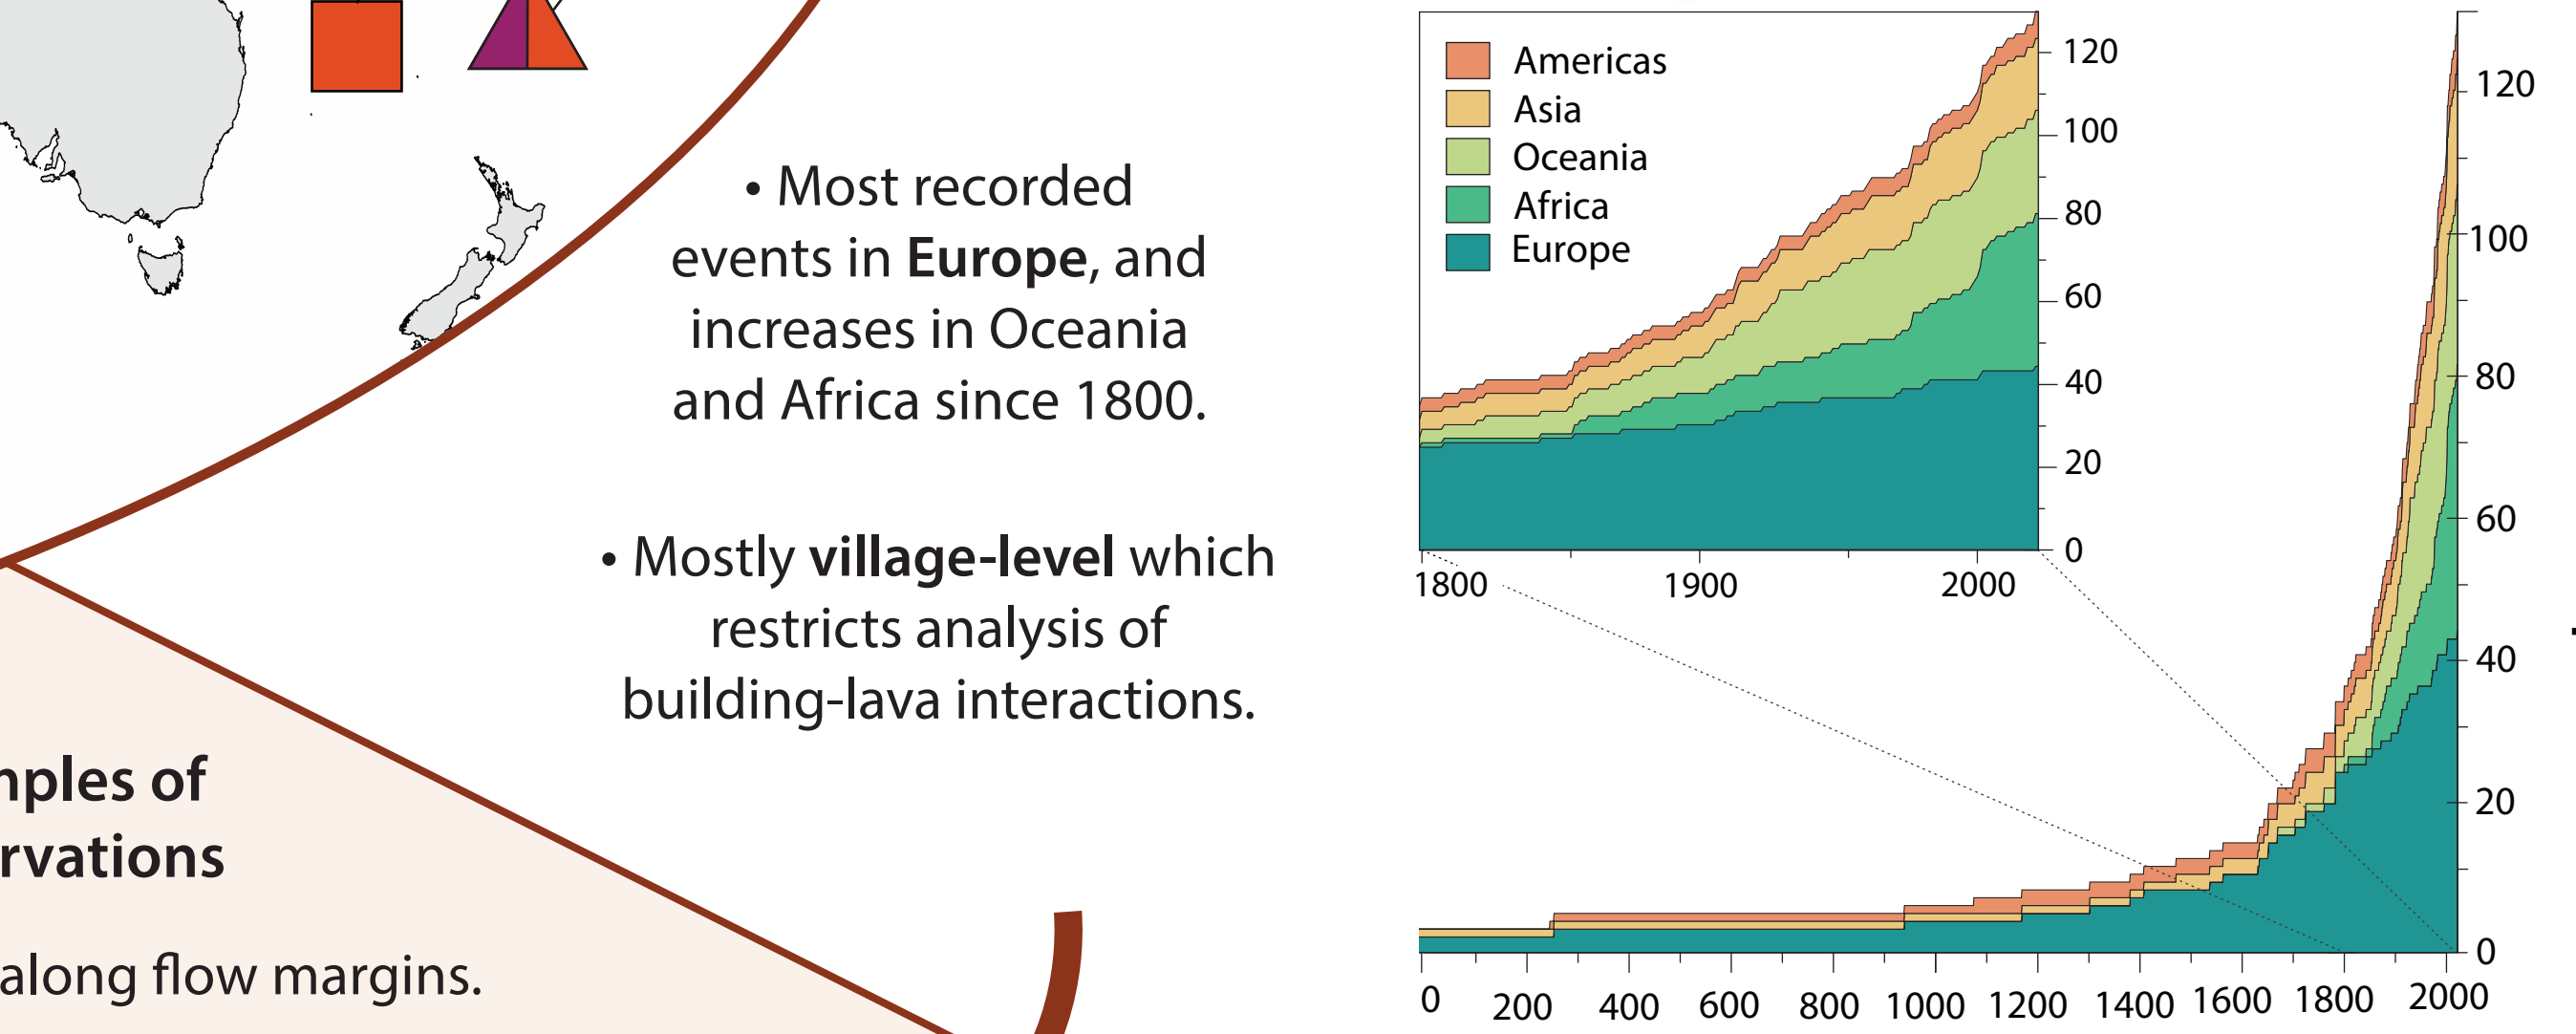 • Most recorded
events in Europe, and
increases in Oceania
and Africa since 1800.
• Mostly village-level which
restricts analysis of
building-lava interactions.
of
along flow margins.
Americas
Asia
Oceania
Africa
Europe
120
100
80
60
40
20
0
1800 1900 2000
120
100
80
60
40
20
0
0 200 400 600 800 1000 1200 1400 1600 1800 2000